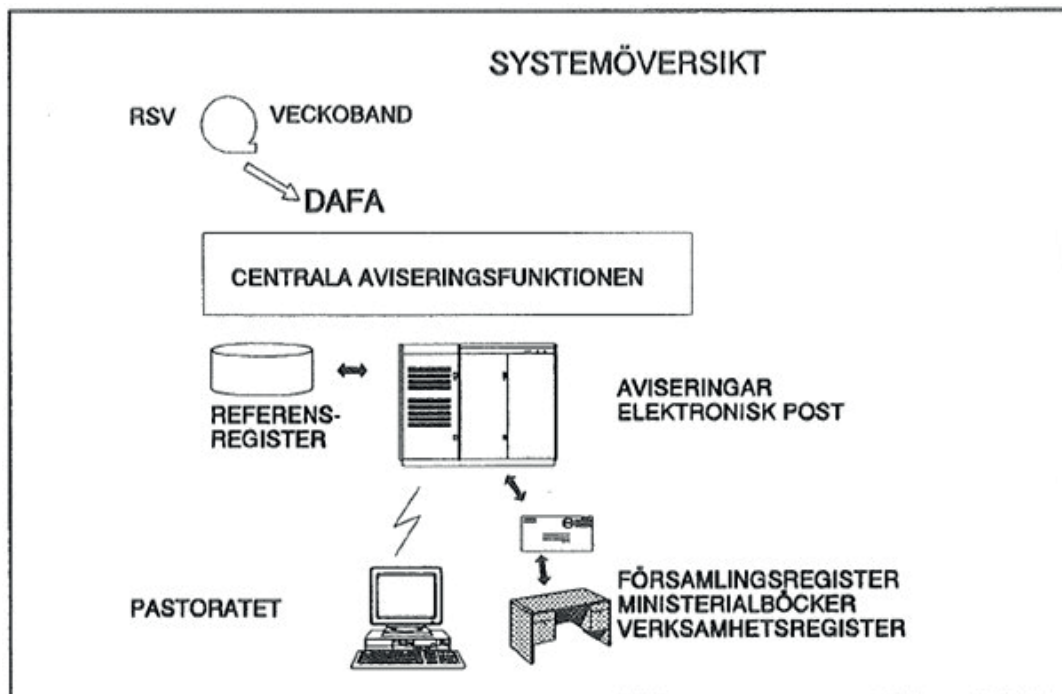 SYSTEMÖVERSIKT
RSV
VECKOBAND
DAFA
CENTRALA AVISERINGSFUNKTIONEN
REFERENS-
REGISTER
AVISERINGAR
ELEKTRONISK POST
PASTORATET
FÖRSAMLINGSREGISTER
MINISTERIALBÖCKER
VERKSAMHETSREGISTER